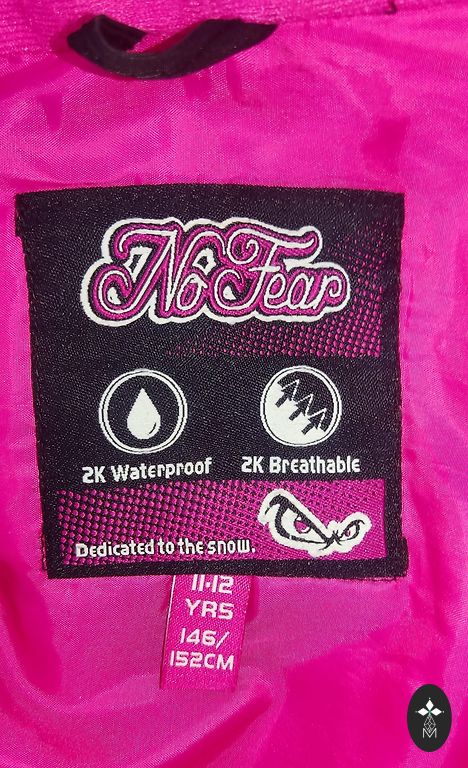 No Fear
2K Waterproof 2K Breathable
Dedicated to the snow.
11-12
YRS
146/
152CM
M